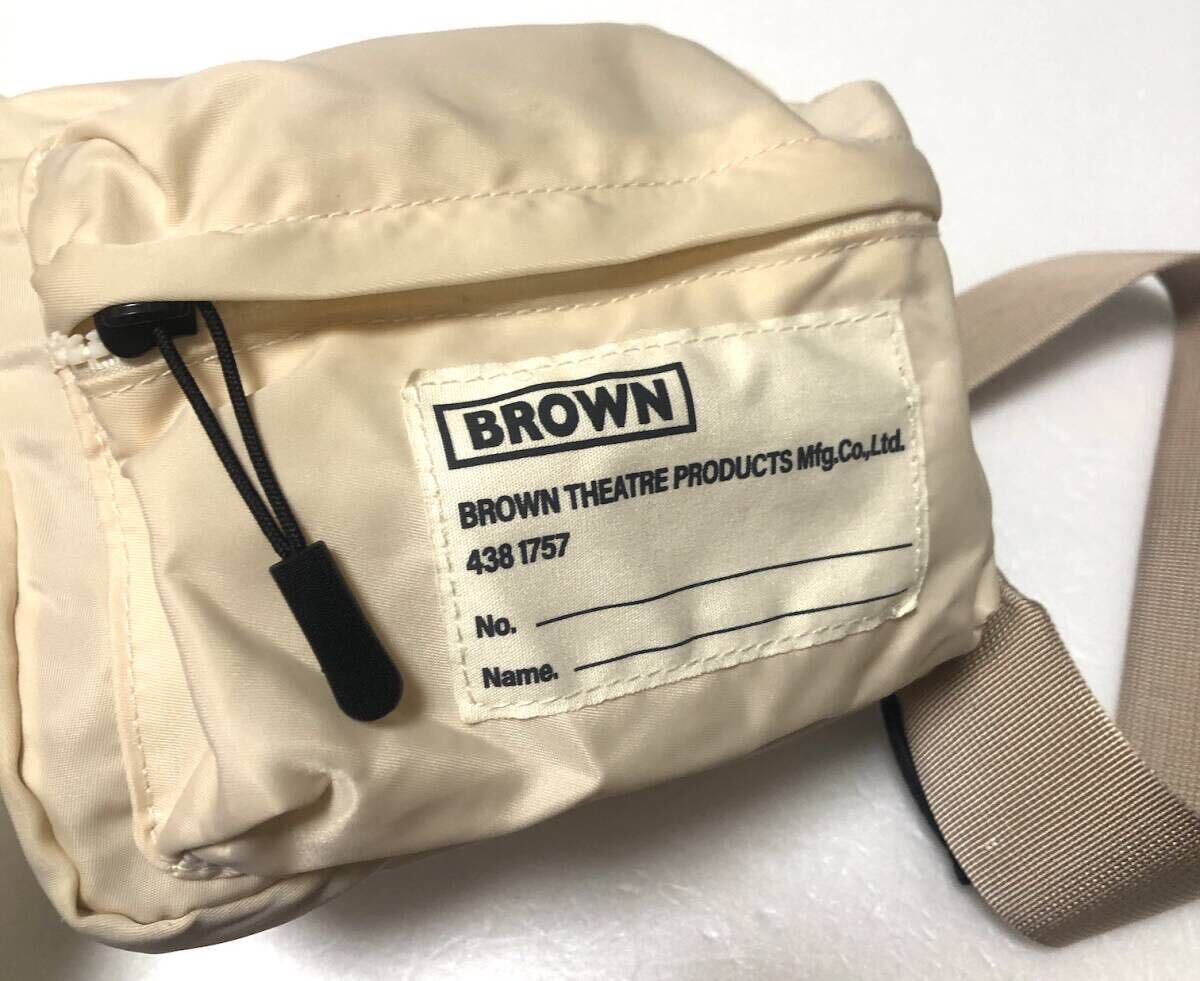 BROWN
BROWN THEATRE PRODUCTS Mfg.Co.,Ltd.
438 1757
No.
Name.